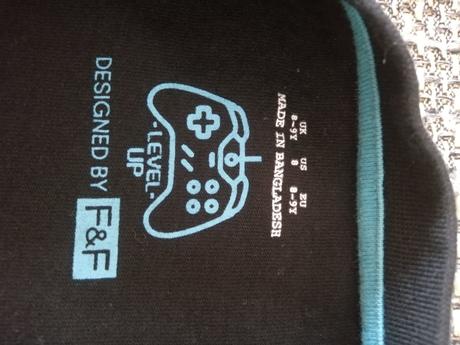 UK US EU
8-9Y 8 8-9Y
MADE IN BANGLADESH
-LEVEL-
UP
DESIGNED BY F&F